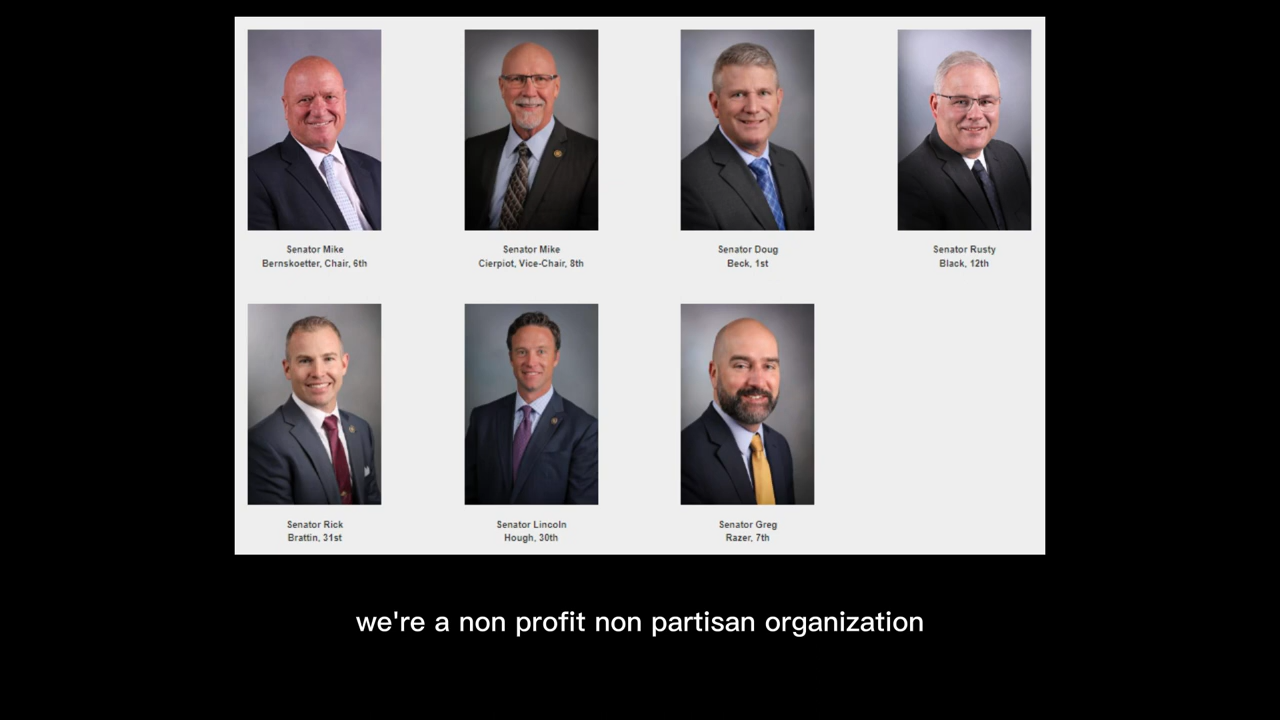 Senator Mike
Bernskoetter, Chair, 6th
Senator Mike
Cierpiot, Vice-Chair, 8th
Senator Doug
Beck, 1st
Senator Rusty
Black, 12th
Senator Rick
Brattin, 31st
Senator Lincoln
Hough, 30th
Senator Greg
Razer, 7th
we're a non profit non partisan organization